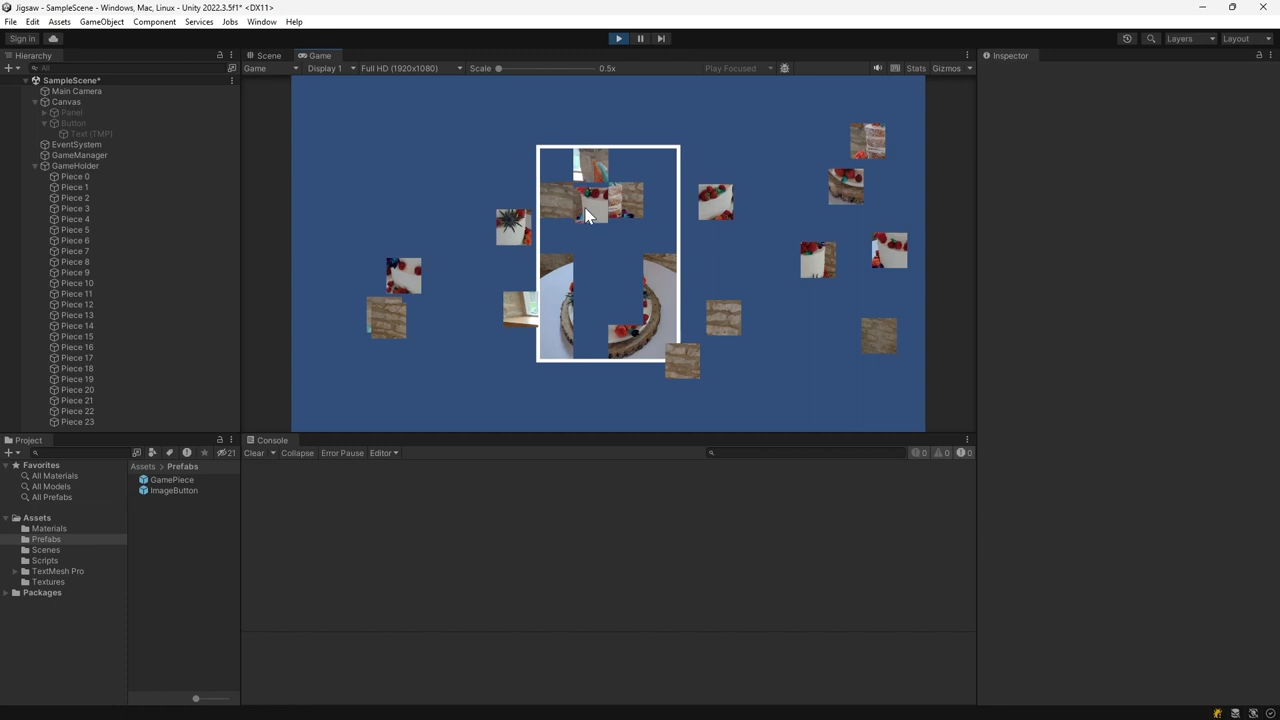 Jigsaw - SampleScene - Windows, Mac, Linux - Unity 2022.3.5f1* <DX11>
File Edit Assets GameObject Component Services Jobs Window Help
Sign in Layers Layout
Hierarchy Scene Game Inspector
All Game Display 1 Full HD (1920x1080) Scale 0.5x Play Focused Stats Gizmos
SampleScene*
Main Camera
Canvas
Panel
Button
Text (TMP)
EventSystem
GameManager
GameHolder
Piece 0
Piece 1
Piece 2
Piece 3
Piece 4
Piece 5
Piece 6
Piece 7
Piece 8
Piece 9
Piece 10
Piece 11
Piece 12
Piece 13
Piece 14
Piece 15
Piece 16
Piece 17
Piece 18
Piece 19
Piece 20
Piece 21
Piece 22
Piece 23
Project Console
21 Clear Collapse Error Pause Editor 0 0 0
Favorites
All Materials
All Models
All Prefabs
Assets
Materials
Prefabs
Scenes
Scripts
TextMesh Pro
Textures
Packages
Assets > Prefabs
GamePiece
ImageButton